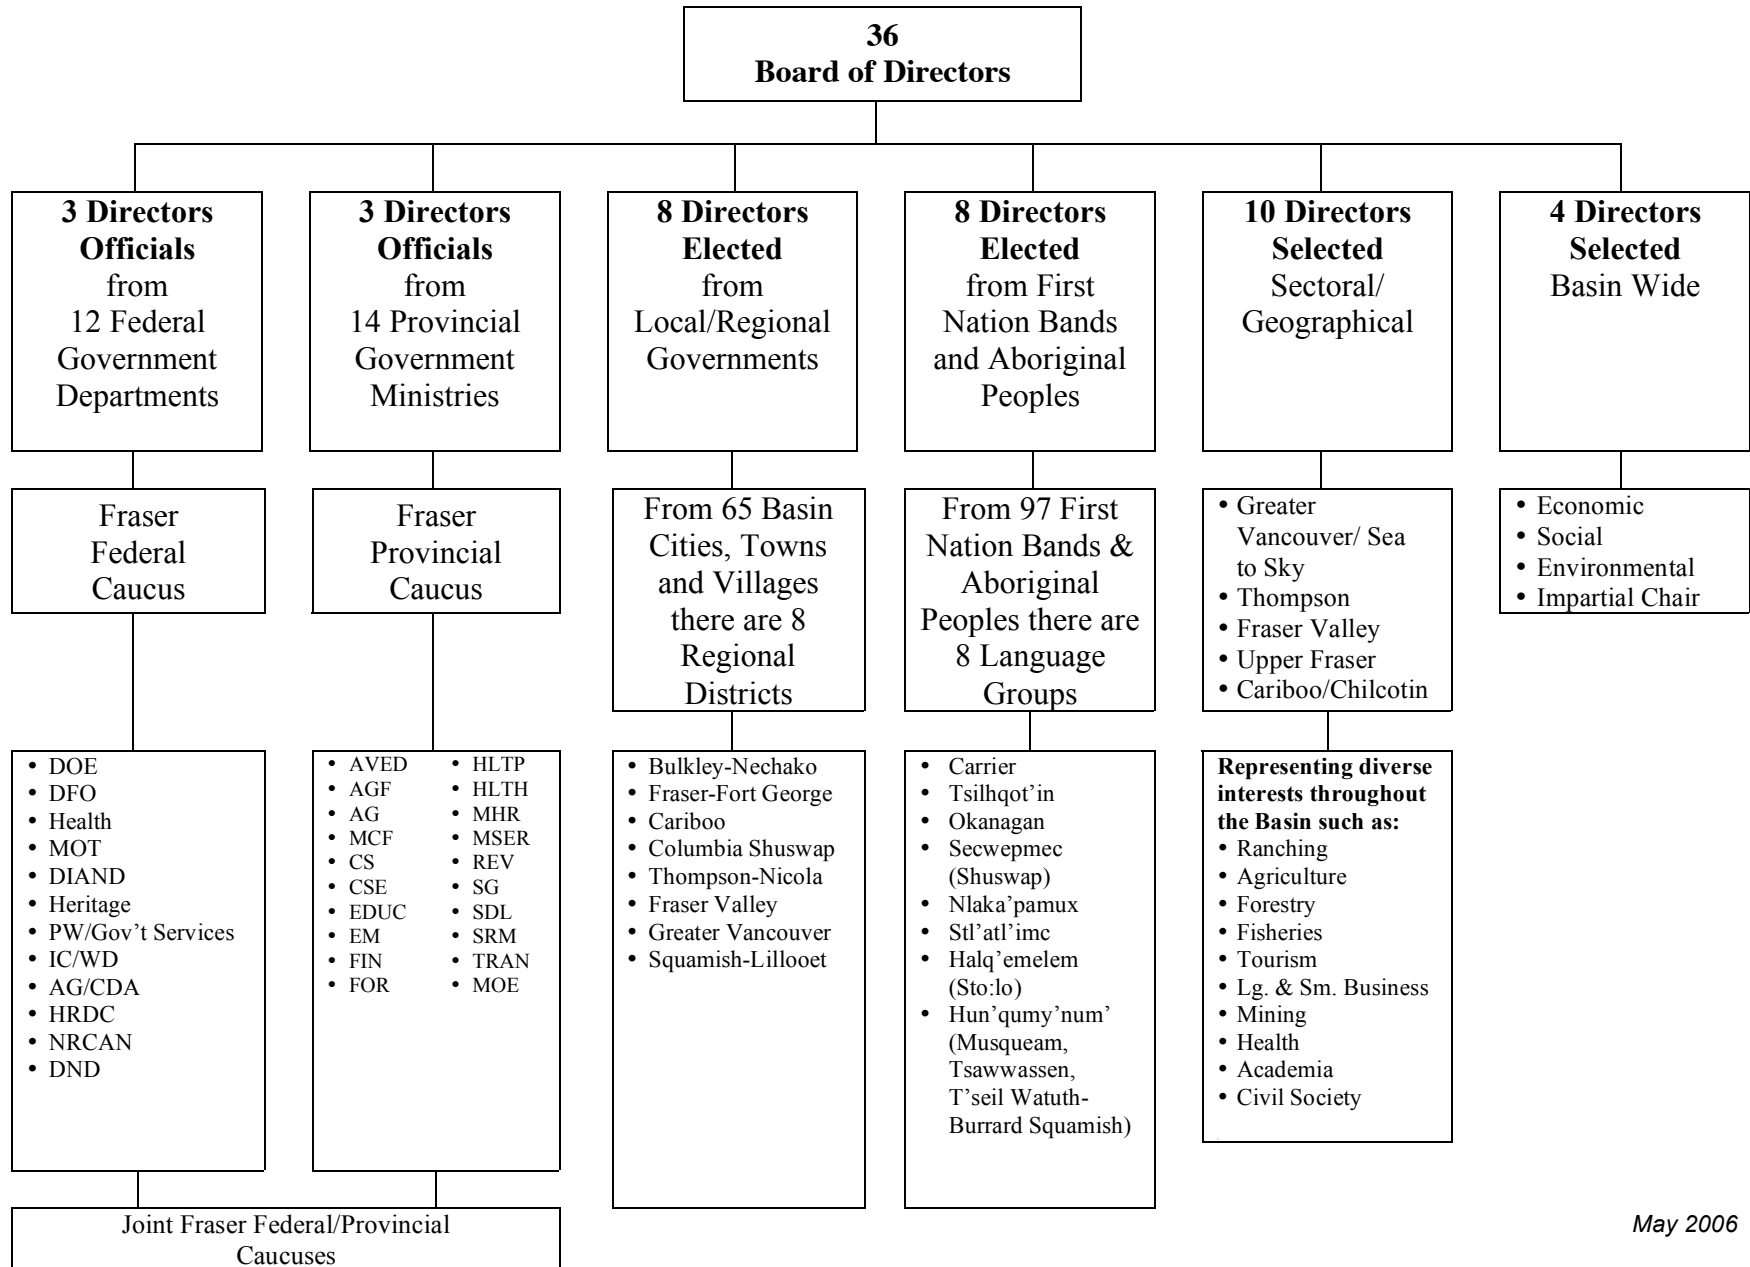 36
Board of Directors
3 Directors
Officials
from
12 Federal
Government
Departments
3 Directors
Officials
from
14 Provincial
Government
Ministries
8 Directors
Elected
from
Local/Regional
Governments
8 Directors
Elected
from First
Nation Bands
and Aboriginal
Peoples
10 Directors
Selected
Sectoral/
Geographical
4 Directors
Selected
Basin Wide
Fraser
Federal
Caucus
Fraser
Provincial
Caucus
From 65 Basin
Cities, Towns
and Villages
there are 8
Regional
Districts
From 97 First
Nation Bands &
Aboriginal
Peoples there are
8 Language
Groups
• Greater
Vancouver/ Sea
to Sky
• Thompson
• Fraser Valley
• Upper Fraser
• Cariboo/Chilcotin
• Economic
• Social
• Environmental
• Impartial Chair
• DOE
• DFO
• Health
• MOT
• DIAND
• Heritage
• PW/Gov’t Services
• IC/WD
• AG/CDA
• HRDC
• NRCAN
• DND
• AVED
• AGF
• AG
• MCF
• CS
• CSE
• EDUC
• EM
• FIN
• FOR
• HLTP
• HLTH
• MHR
• MSER
• REV
• SG
• SDL
• SRM
• TRAN
• MOE
• Bulkley-Nechako
• Fraser-Fort George
• Cariboo
• Columbia Shuswap
• Thompson-Nicola
• Fraser Valley
• Greater Vancouver
• Squamish-Lillooet
• Carrier
• Tsilhqot’in
• Okanagan
• Secwepmec
(Shuswap)
• Nlaka’pamux
• Stl’atl’imc
• Halq’emelem
(Sto:lo)
• Hun’qumy’num’
(Musqueam,
Tsawwassen,
T’seil Watuth-
Burrard Squamish)
Representing diverse
interests throughout
the Basin such as:
• Ranching
• Agriculture
• Forestry
• Fisheries
• Tourism
• Lg. & Sm. Business
• Mining
• Health
• Academia
• Civil Society
Joint Fraser Federal/Provincial
Caucuses
May 2006